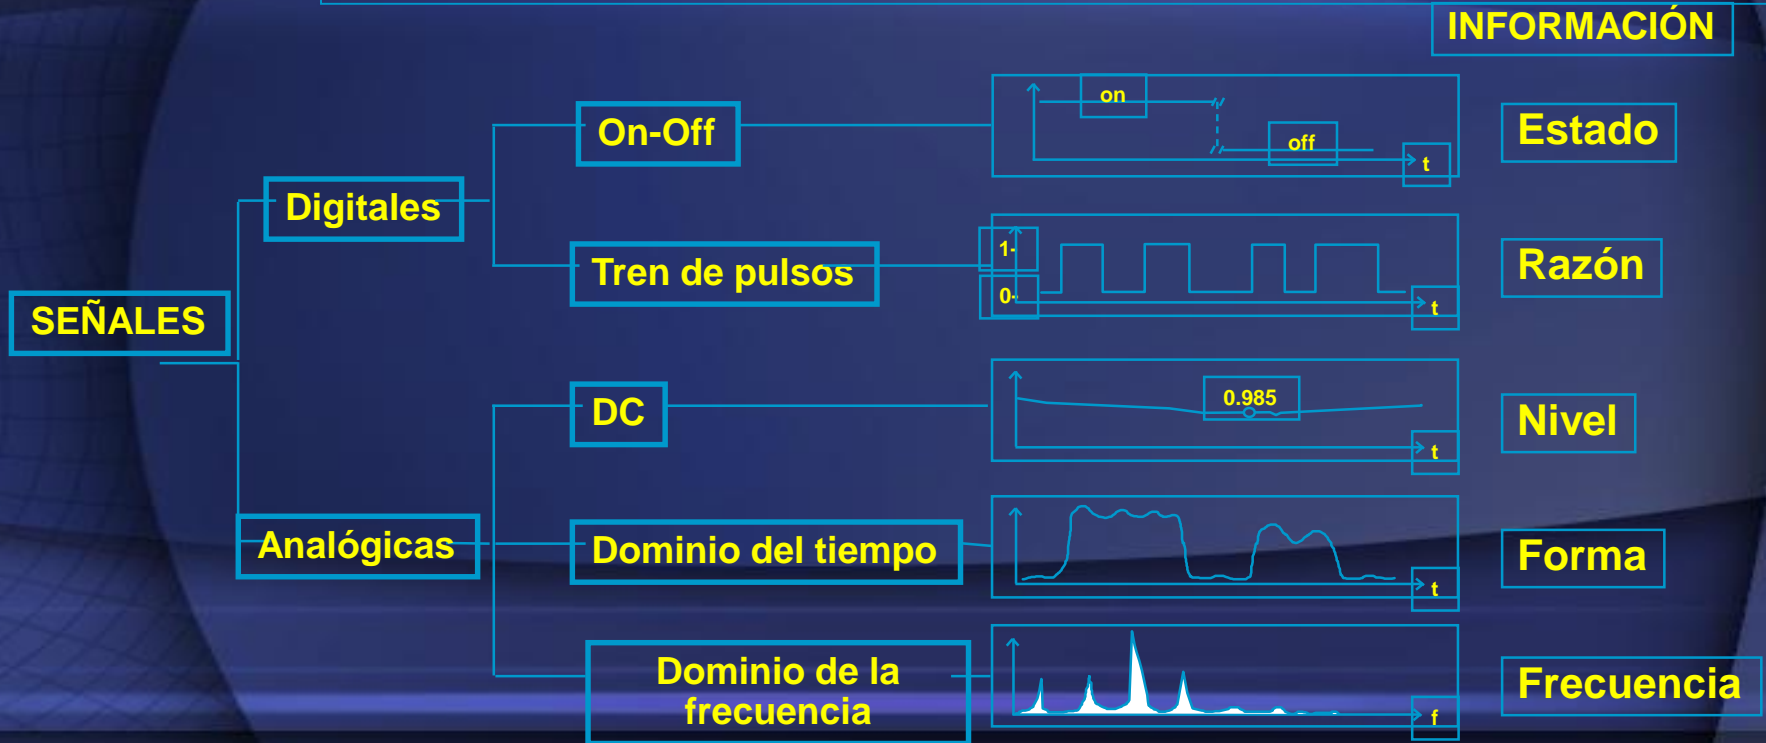 INFORMACIÓN
SEÑALES
Digitales
On-Off
on
off
t
Estado
Tren de pulsos
1-
0-
t
Razón
Analógicas
DC
0.985
t
Nivel
Dominio del tiempo
t
Forma
Dominio de la
frecuencia
f
Frecuencia